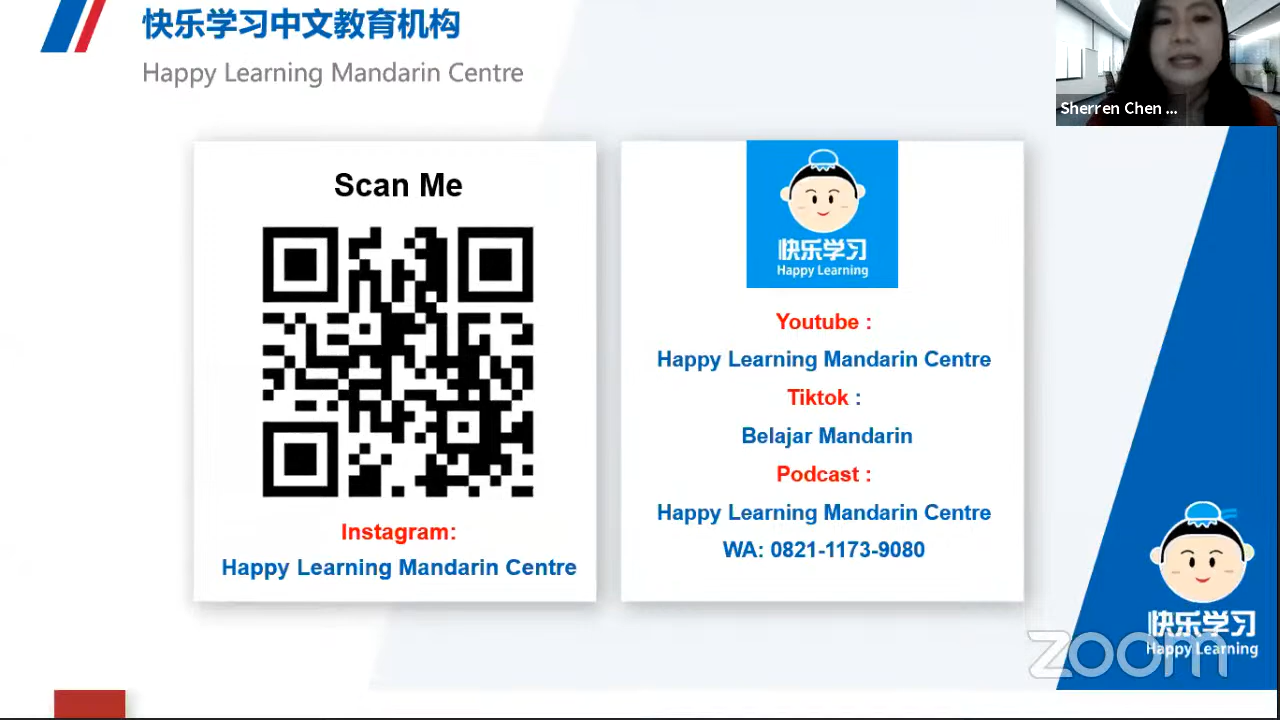 快乐学习中文教育机构
Happy Learning Mandarin Centre
Sherren Chen ...
Scan Me
Instagram:
Happy Learning Mandarin Centre
快乐学习
Happy Learning
Youtube :
Happy Learning Mandarin Centre
Tiktok :
Belajar Mandarin
Podcast :
Happy Learning Mandarin Centre
WA: 0821-1173-9080
快乐学习
Happy Learning
zoom